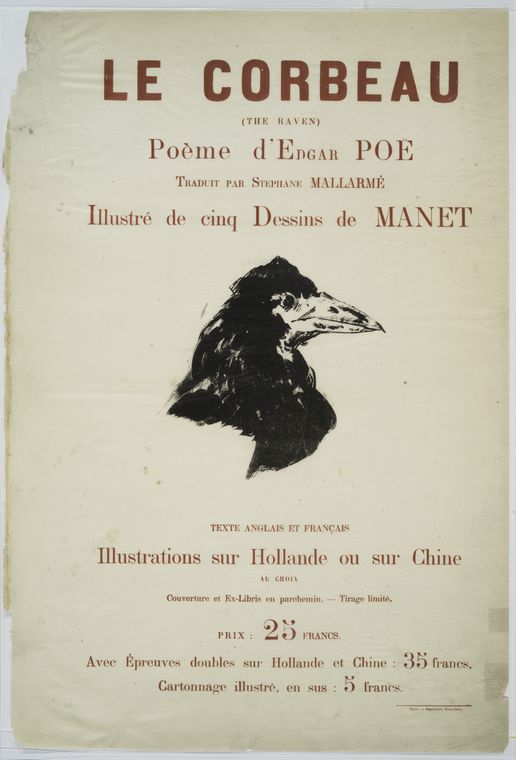 LE CORBEAU
(THE RAVEN)
Poème d'EDGAR POË
TRADUIT PAR STÉPHANE MALLARMÉ
Illustré de cinq Dessins de MANET
TEXTE ANGLAIS ET FRANÇAIS
Illustrations sur Hollande ou sur Chine
AU CHOIX
Couverture et Ex-Libris en parchemin. — Tirage limité.
PRIX : 25 FRANCS.
Avec Épreuves doubles sur Hollande et Chine : 35 francs.
Cartonnage illustré, en sus : 5 francs.